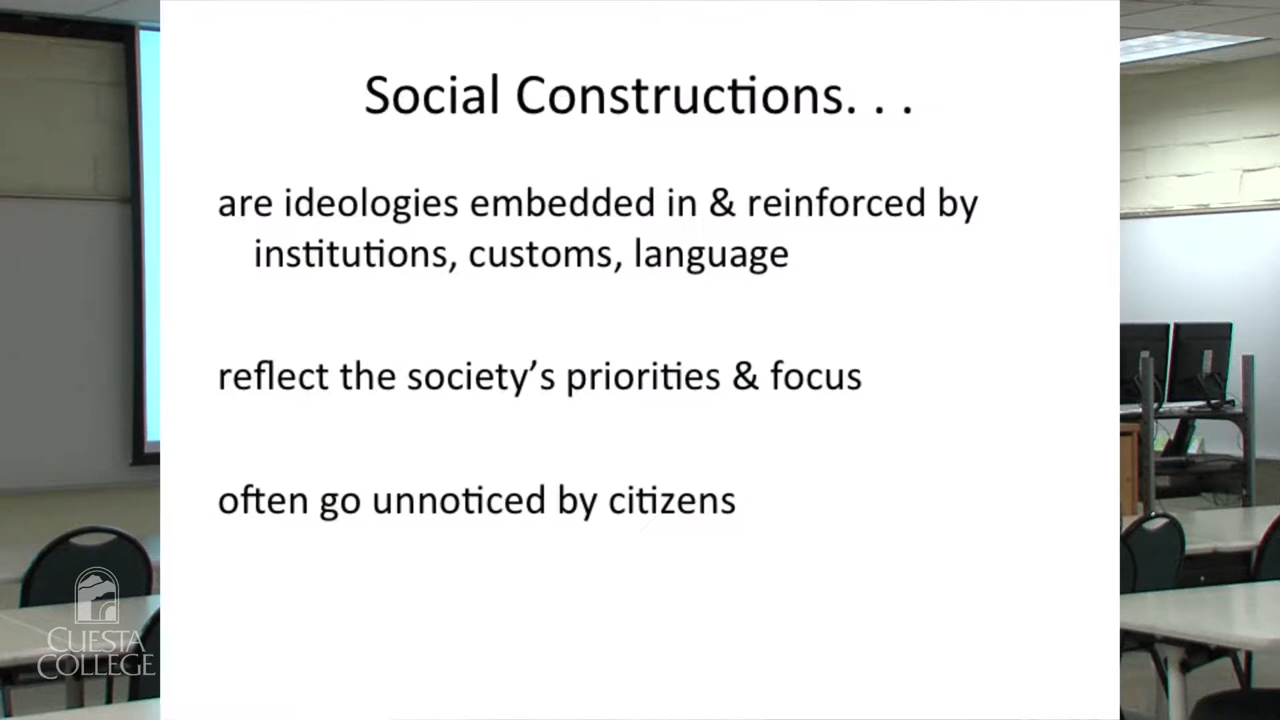 Social Constructions. . .
are ideologies embedded in & reinforced by
institutions, customs, language
reflect the society’s priorities & focus
often go unnoticed by citizens
CUESTA
COLLEGE